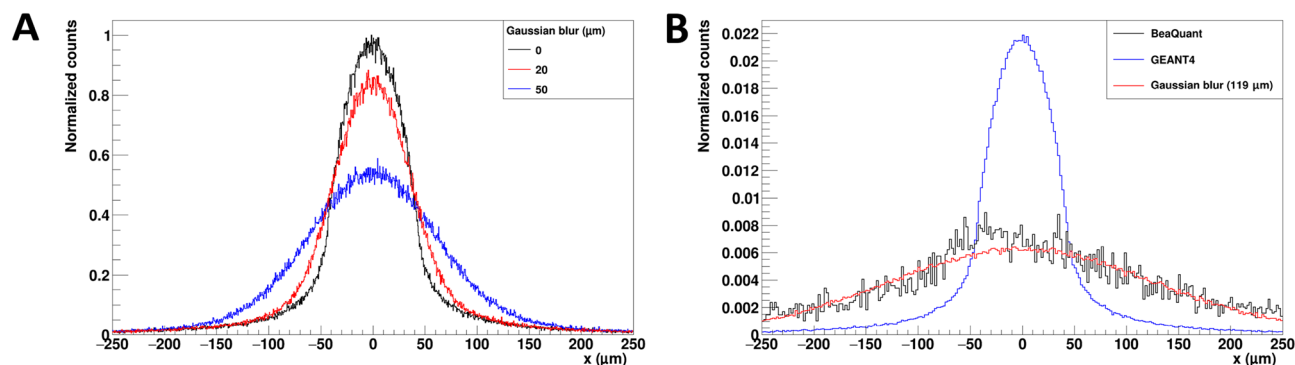 A
Normalized counts
1
0.8
0.6
0.4
0.2
0
−250 −200 −150 −100 −50 0 50 100 150 200 250
x (μm)
Gaussian blur (μm)
0
20
50
B
Normalized counts
0.022
0.02
0.018
0.016
0.014
0.012
0.01
0.008
0.006
0.004
0.002
0
−250 −200 −150 −100 −50 0 50 100 150 200 250
x (μm)
BeaQuant
GEANT4
Gaussian blur (119 μm)